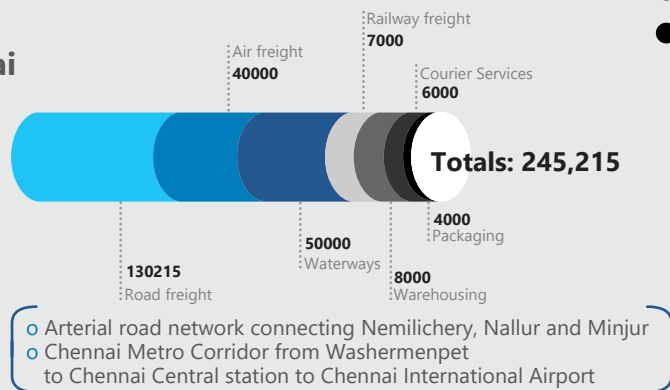 ai
Railway freight
7000
Air freight
40000
Courier Services
6000
Totals: 245,215
4000
Packaging
50000
Waterways
130215
Road freight
8000
Warehousing
o Arterial road network connecting Nemilichery, Nallur and Minjur
o Chennai Metro Corridor from Washermenpet
to Chennai Central station to Chennai International Airport